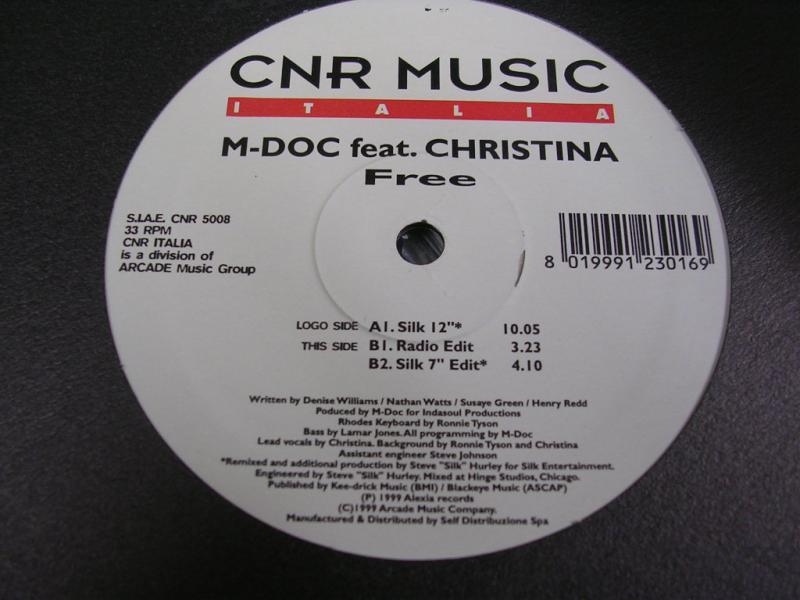 CNR MUSIC
ITALIA
M-DOC feat. CHRISTINA
Free
S.I.A.E. CNR 5008
33 RPM
CNR ITALIA
is a division of
ARCADE Music Group
8 019991 230169
LOGO SIDE A1. Silk 12"* 10.05
THIS SIDE B1. Radio Edit 3.23
B2. Silk 7" Edit* 4.10
Written by Denise Williams / Nathan Watts / Susaye Green / Henry Redd
Poduced by M-Doc for Indasoul Productions
Rhodes Keyboard by Ronnie Tyson
Bass by Lamar Jones. All programming by M-Doc
Lead vocals by Christina. Background by Ronnie Tyson and Christina
Assistant engineer Steve Johnson
*Remixed and additional production by Steve "Silk" Hurley for Silk Entertainment.
Engineered by Steve "Silk" Hurley. Mixed at Hinge Studios, Chicago.
Published by Kee-drick Music (BMI) / Blackeye Music (ASCAP)
(P) 1999 Alexia records
(C)1999 Arcade Music Company.
Manufactured & Distributed by Self Distribuzione Spa